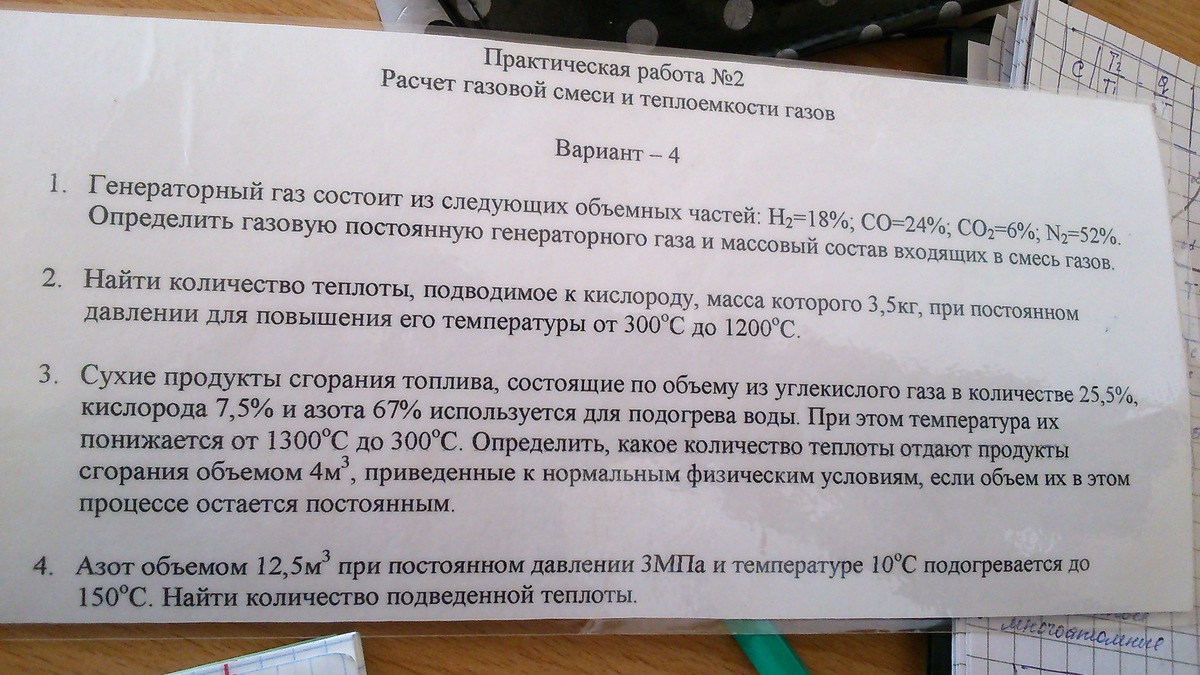 Практическая работа №2
Расчет газовой смеси и теплоемкости газов
Вариант – 4
1. Генераторный газ состоит из следующих объемных частей: H₂=18%; CO=24%; CO₂=6%; N₂=52%.
Определить газовую постоянную генераторного газа и массовый состав входящих в смесь газов.
2. Найти количество теплоты, подводимое к кислороду, масса которого 3,5кг, при постоянном
давлении для повышения его температуры от 300°С до 1200°С.
3. Сухие продукты сгорания топлива, состоящие по объему из углекислого газа в количестве 25,5%,
кислорода 7,5% и азота 67% используется для подогрева воды. При этом температура их
понижается от 1300°С до 300°С. Определить, какое количество теплоты отдают продукты
сгорания объемом 4м³, приведенные к нормальным физическим условиям, если объем их в этом
процессе остается постоянным.
4. Азот объемом 12,5м³ при постоянном давлении 3МПа и температуре 10°С подогревается до
150°С. Найти количество подведенной теплоты.
многоатомные